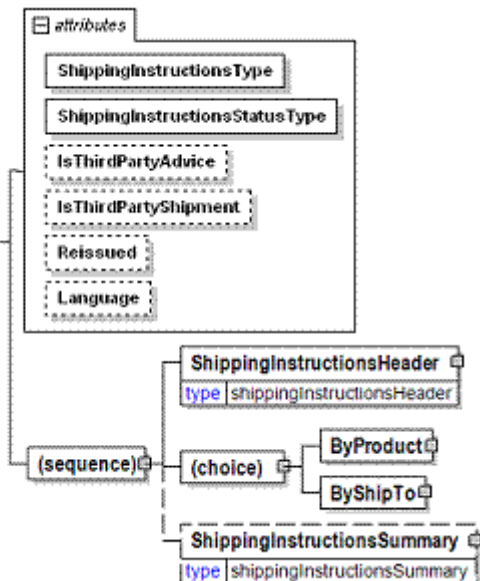 attributes
ShippingInstructionsType
ShippingInstructionsStatusType
IsThirdPartyAdvice
IsThirdPartyShipment
Reissued
Language
ShippingInstructionsHeader
type shippingInstructionsHeader
(sequence)
(choice)
ByProduct
ByShipTo
ShippingInstructionsSummary
type shippingInstructionsSummary